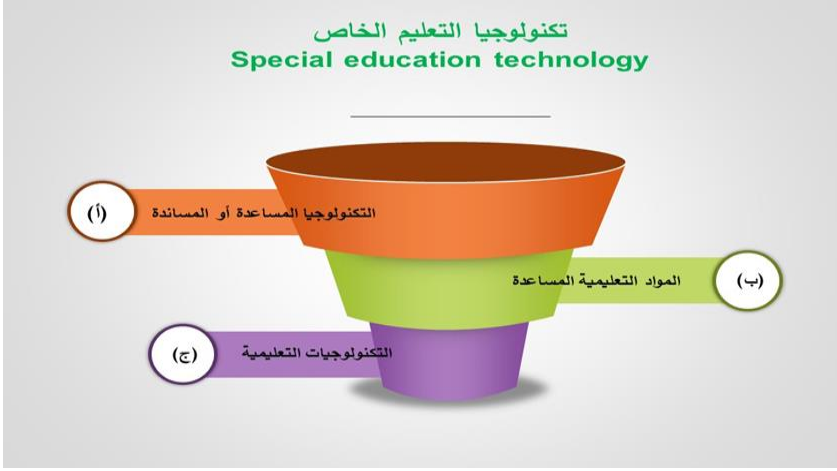 تكنولوجيا التعليم الخاص
Special education technology
(أ)
التكنولوجيا المساعدة أو المساندة
(ب)
المواد التعليمية المساعدة
(ج)
التكنولوجيات التعليمية